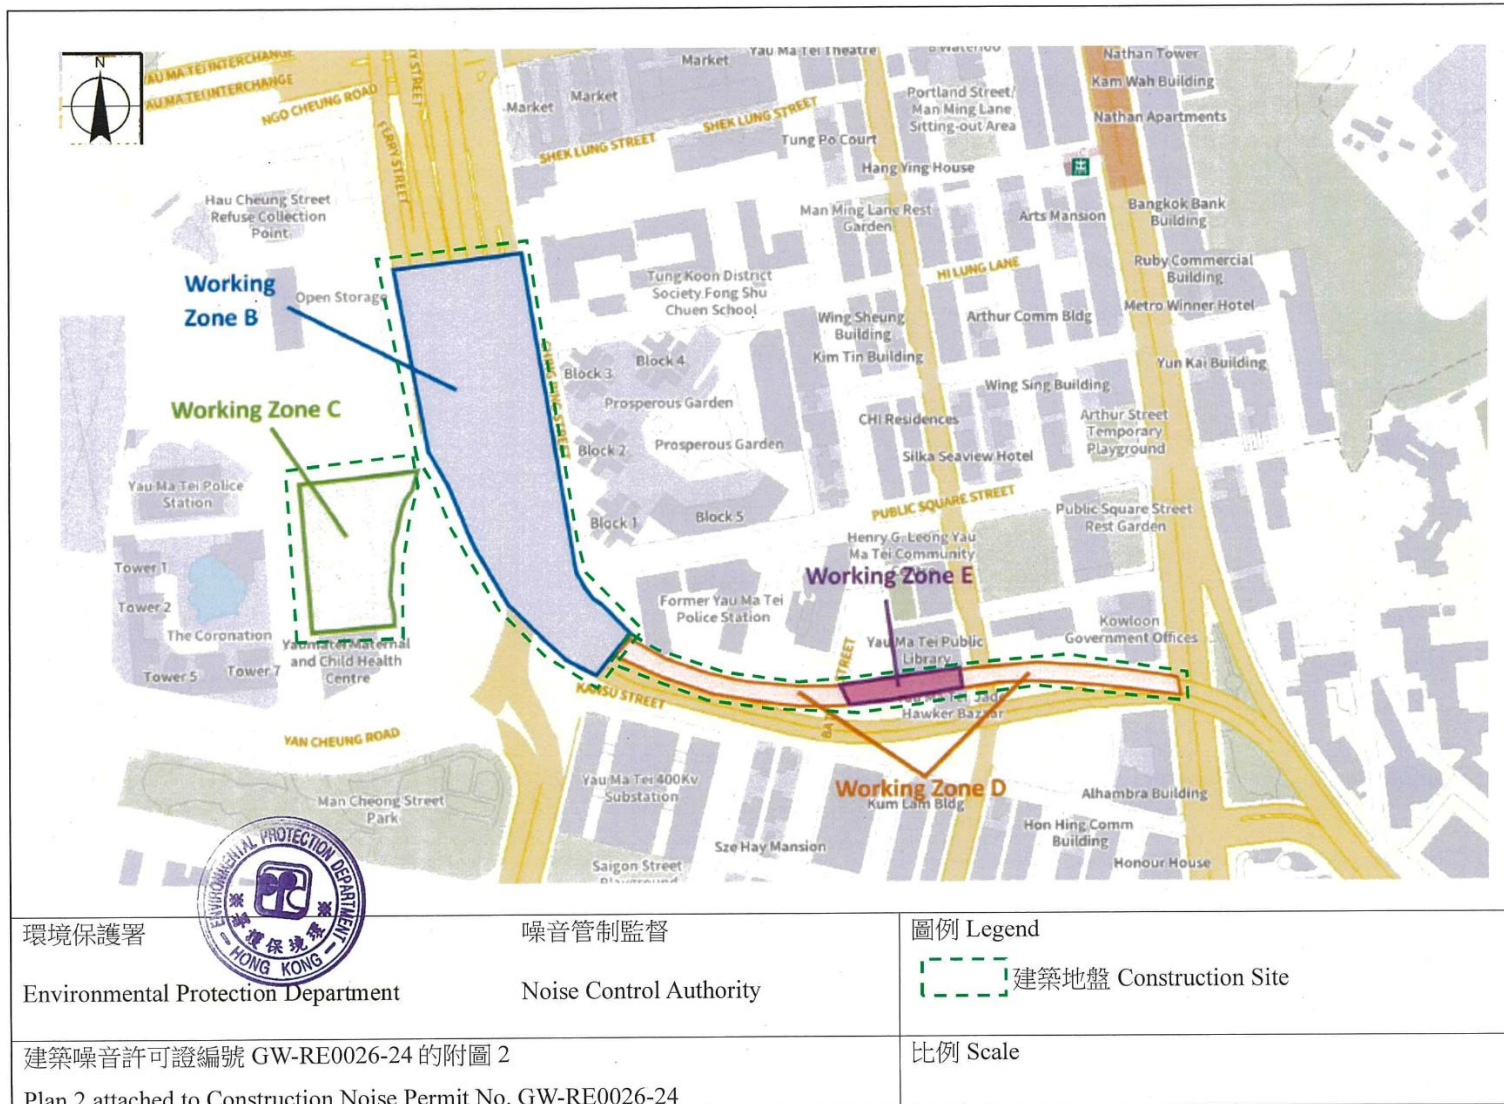 N
YAU MA TEI INTERCHANGE
YAU MA TEI INTERCHANGE
NGO CHEUNG ROAD
FERRY STREET
Market
Market
Market
Yau Ma Tei Theatre
8 Waterloo
Nathan Tower
Kam Wah Building
Nathan Apartments
Portland Street/
Man Ming Lane
Sitting-out Area
SHEK LUNG STREET
SHEK LUNG STREET
Tung Po Court
Hang Ying House
Hau Cheung Street
Refuse Collection
Point
Man Ming Lane Rest
Garden
Arts Mansion
Bangkok Bank
Building
Working
Zone B
Open Storage
Tung Koon District
Society Fong Shu
Chuen School
HI LUNG LANE
Ruby Commercial
Building
Metro Winner Hotel
Wing Sheung
Building
Arthur Comm Bldg
Kim Tin Building
Yun Kai Building
Block 4
Block 3
Prosperous Garden
Wing Sing Building
Working Zone C
CHI Residences
Arthur Street
Temporary
Playground
Block 2
Prosperous Garden
Silka Seaview Hotel
Yau Ma Tei Police
Station
PUBLIC SQUARE STREET
Block 1
Block 5
Public Square Street
Rest Garden
Henry G. Leong Yau
Ma Tei Community
Working Zone E
Tower 1
Tower 2
The Coronation
Tower 5
Tower 7
Yaumatei Maternal
and Child Health
Centre
Former Yau Ma Tei
Police Station
STREET
Yau Ma Tei Public
Library
Kowloon
Government Offices
KANSU STREET
Hawker Bazaar
YAN CHEUNG ROAD
Working Zone D
Yau Ma Tei 400Kv
Substation
Kum Lam Bldg
Alhambra Building
Man Cheong Street
Park
Hon Hing Comm
Building
Sze Hay Mansion
Honour House
Saigon Street
Playground
ENVIRONMENTAL PROTECTION DEPARTMENT
HONG KONG
署護保境環
環境保護署
Environmental Protection Department
噪音管制監督
Noise Control Authority
圖例 Legend
建築地盤 Construction Site
建築噪音許可證編號 GW-RE0026-24 的附圖 2
Plan 2 attached to Construction Noise Permit No. GW-RE0026-24
比例 Scale